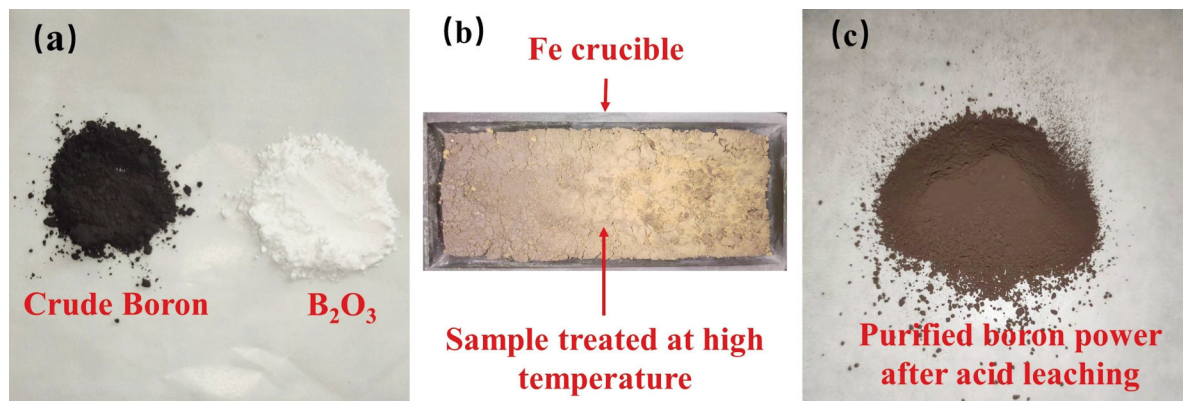 (a)
Crude Boron
B₂O₃
(b)
Fe crucible
Sample treated at high
temperature
(c)
Purified boron power
after acid leaching